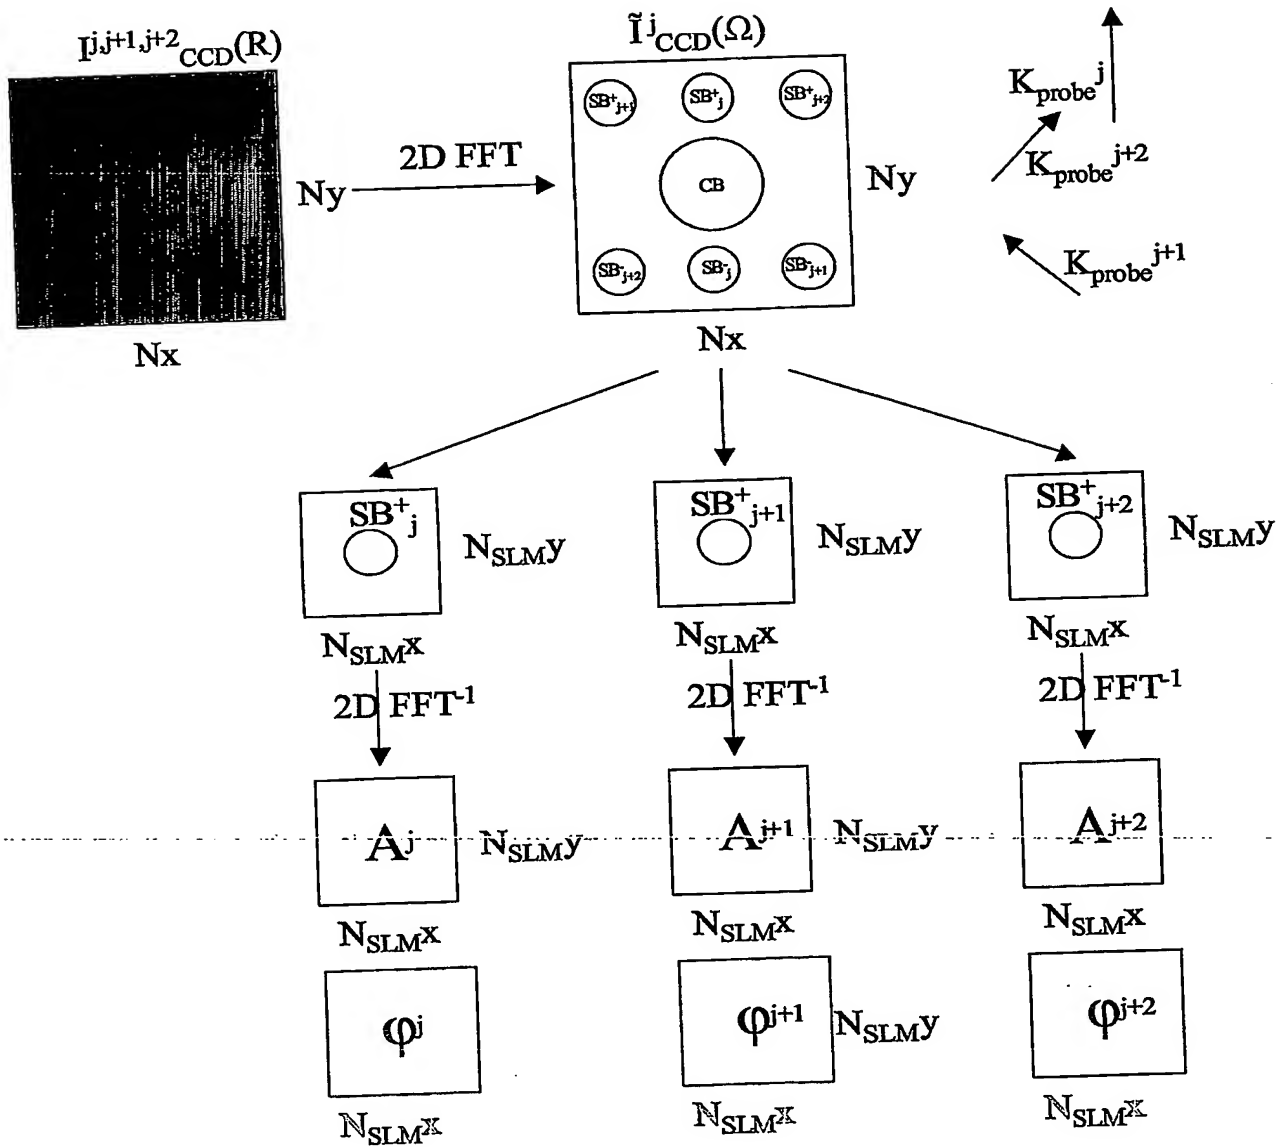 I^{j,j+1,j+2}_{CCD}(R)
Ĩ^{j}_{CCD}(Ω)
SB⁺_{j+1} SB⁺_{j} SB⁺_{j+2}
K_{probe}^{j}
2D FFT
Ny
CB
Ny
K_{probe}^{j+2}
SB⁻_{j+2} SB⁻_{j} SB⁻_{j+1}
K_{probe}^{j+1}
Nx
Nx
SB⁺_{j} SB⁺_{j+1} SB⁺_{j+2}
N_{SLM}y N_{SLM}y N_{SLM}y
N_{SLM}x N_{SLM}x N_{SLM}x
2D FFT⁻¹ 2D FFT⁻¹ 2D FFT⁻¹
A^{j} N_{SLM}y A^{j+1} N_{SLM}y A^{j+2}
N_{SLM}x N_{SLM}x N_{SLM}x
φ^{j} φ^{j+1} N_{SLM}y φ^{j+2}
N_{SLM}x N_{SLM}x N_{SLM}x